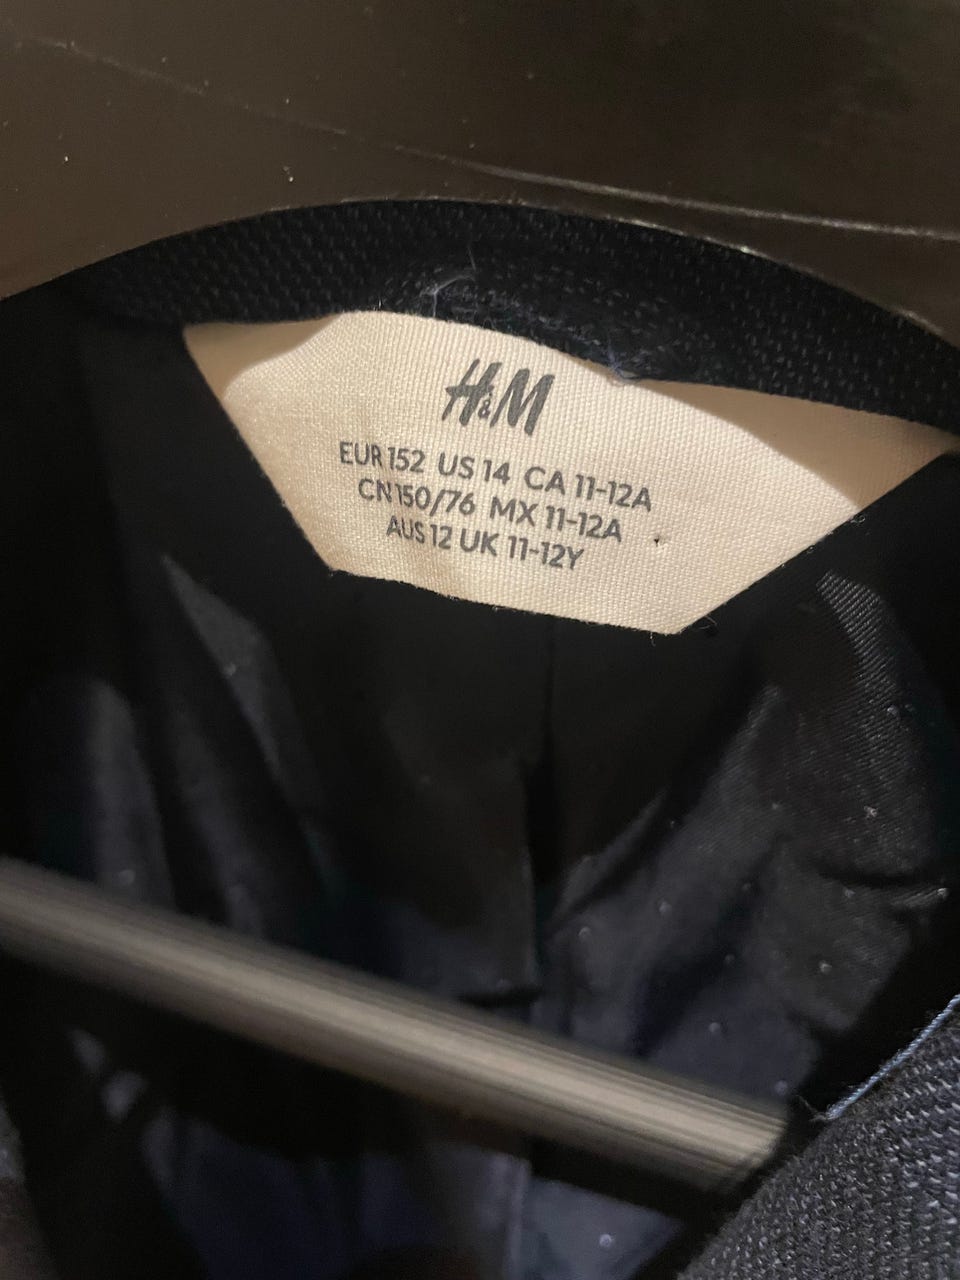 H&M
EUR 152 US 14 CA 11-12A
CN 150/76 MX 11-12A
AUS 12 UK 11-12Y